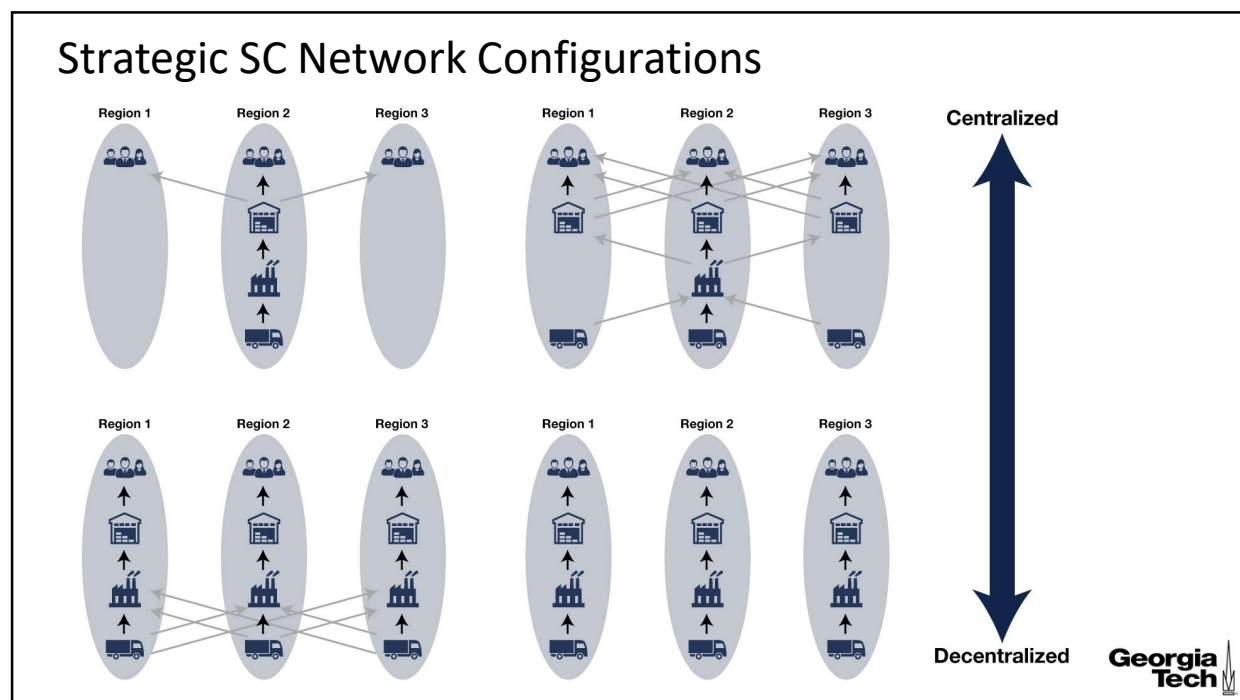 Strategic SC Network Configurations
Region 1 Region 2 Region 3 Region 1 Region 2 Region 3
Centralized
Region 1 Region 2 Region 3 Region 1 Region 2 Region 3
Decentralized
Georgia
Tech